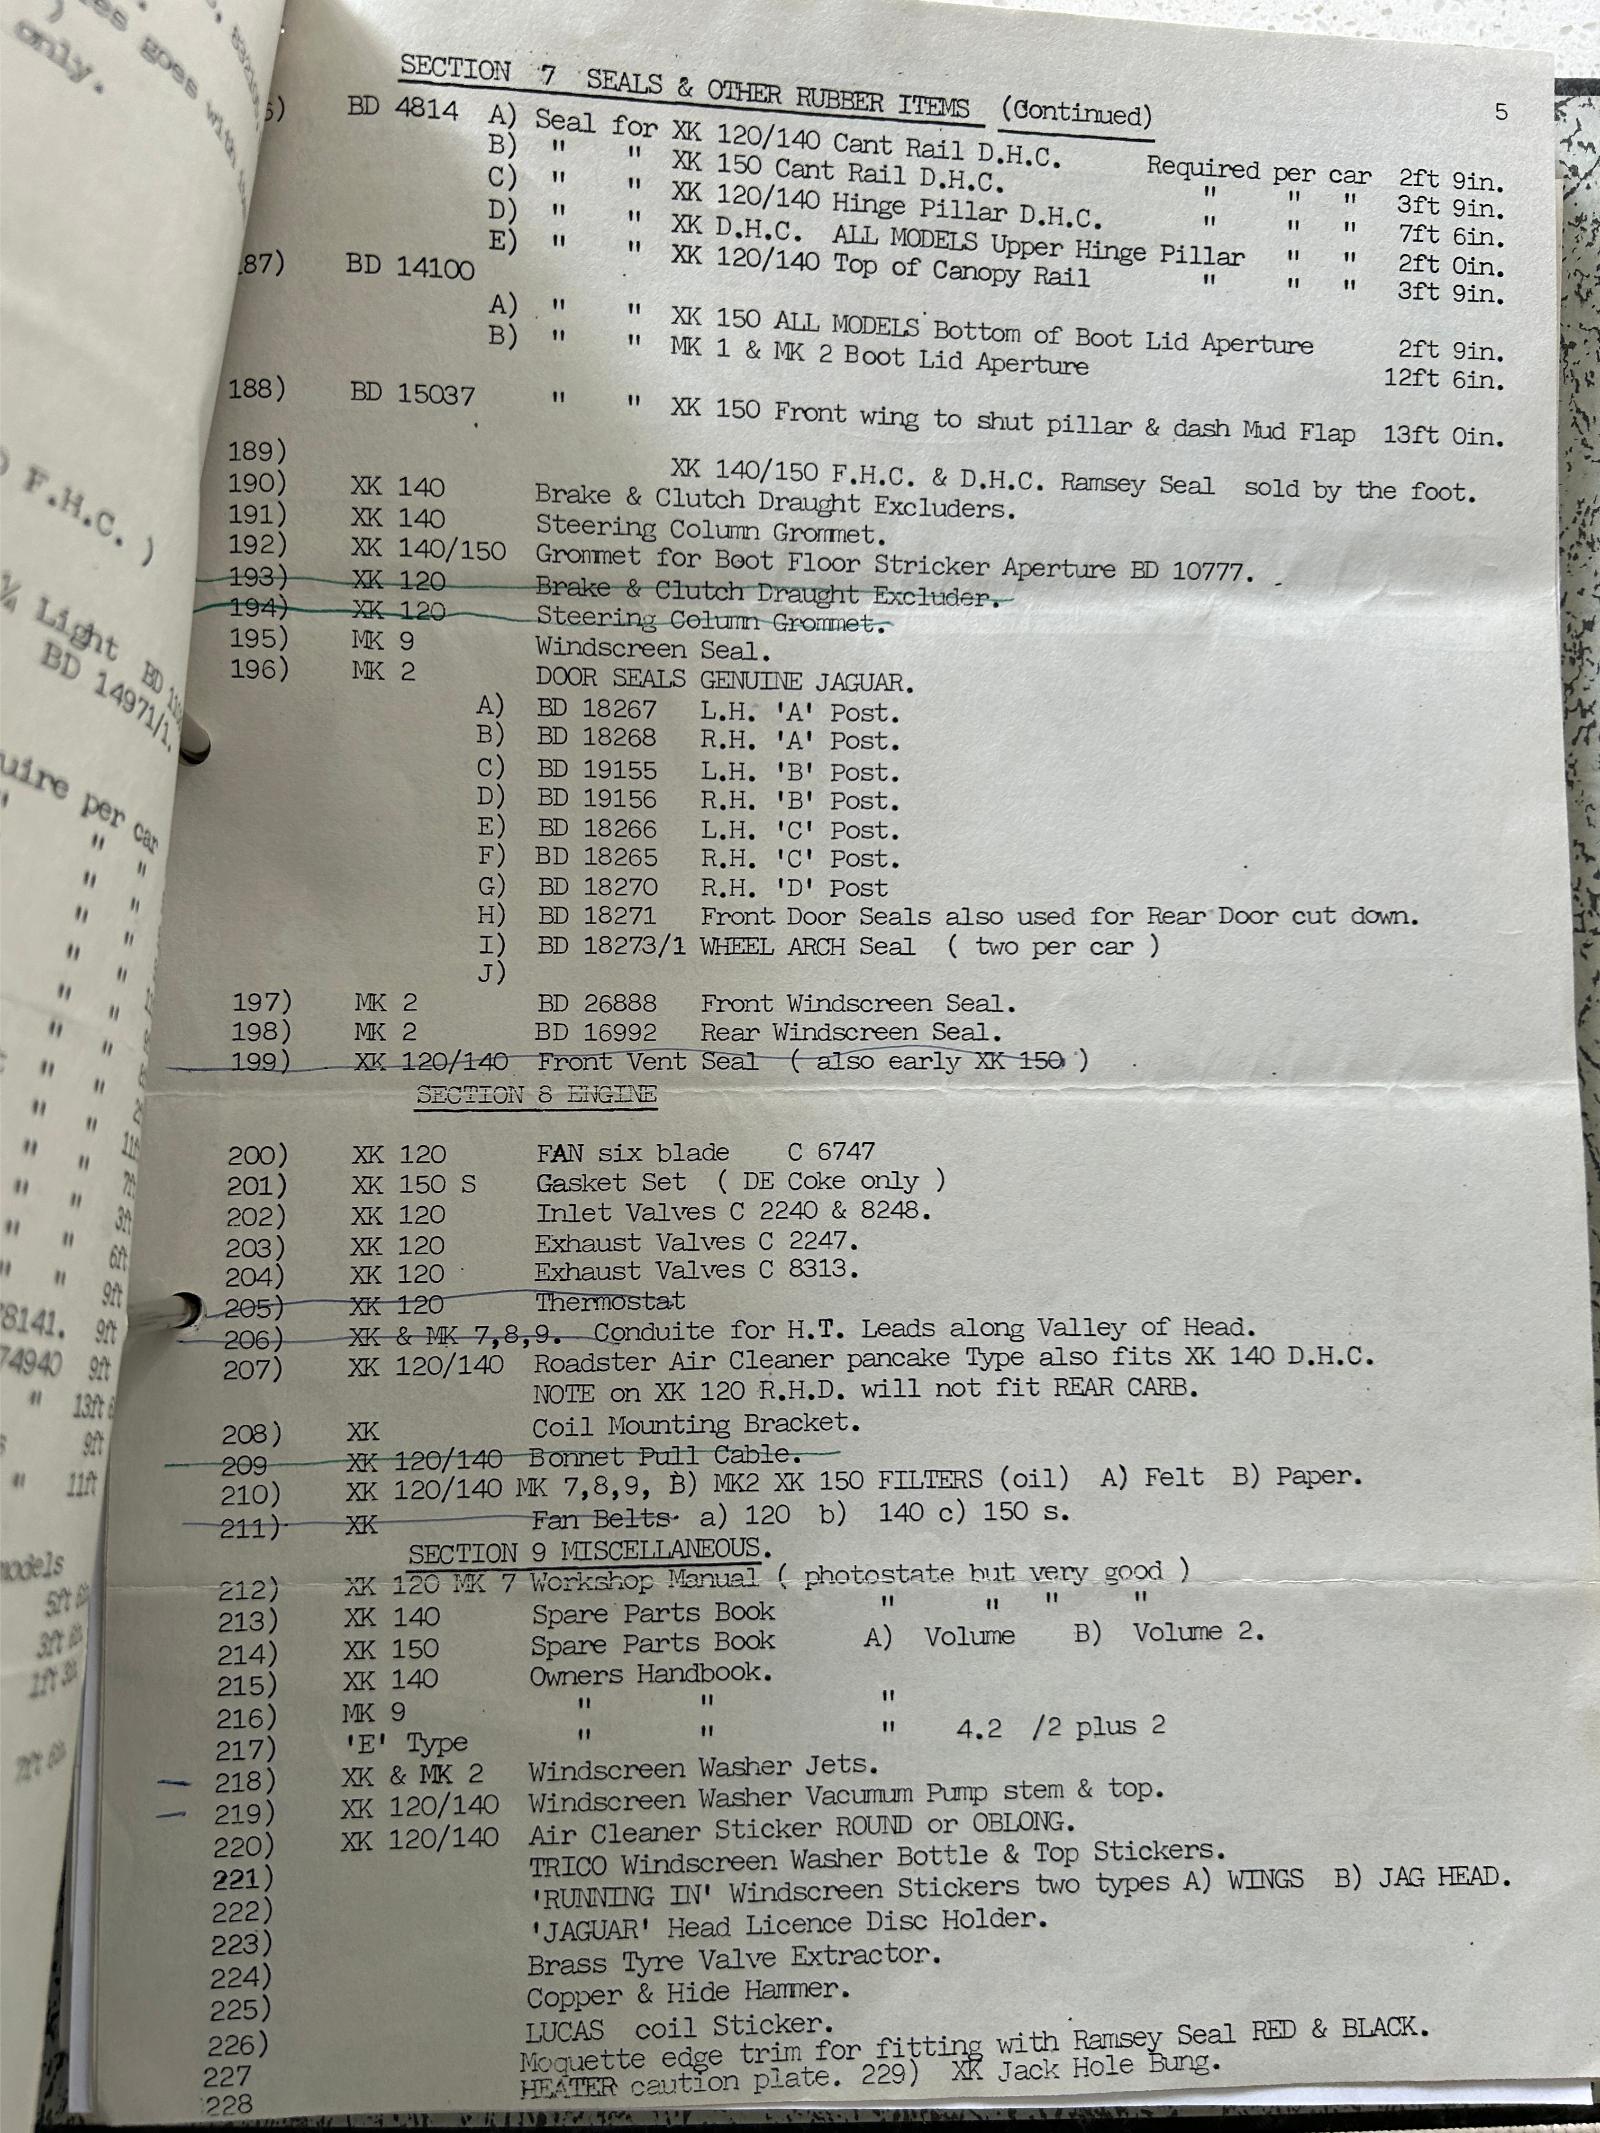 SECTION 7 SEALS & OTHER RUBBER ITEMS (Continued) 5
BD 4814 A) Seal for XK 120/140 Cant Rail D.H.C. Required per car 2ft 9in.
B) " " XK 150 Cant Rail D.H.C. " " " 3ft 9in.
C) " " XK 120/140 Hinge Pillar D.H.C. " " " 7ft 6in.
D) " " XK D.H.C. ALL MODELS Upper Hinge Pillar " " 2ft 0in.
E) " " XK 120/140 Top of Canopy Rail " " " 3ft 9in.
87) BD 14100
A) " " XK 150 ALL MODELS Bottom of Boot Lid Aperture 2ft 9in.
B) " " MK 1 & MK 2 Boot Lid Aperture 12ft 6in.
188) BD 15037 " " XK 150 Front wing to shut pillar & dash Mud Flap 13ft 0in.
189) XK 140/150 F.H.C. & D.H.C. Ramsey Seal sold by the foot.
190) XK 140 Brake & Clutch Draught Excluders.
191) XK 140 Steering Column Grommet.
192) XK 140/150 Grommet for Boot Floor Stricker Aperture BD 10777.
193) XK 120 Brake & Clutch Draught Excluder.
194) XK 120 Steering Column Grommet.
195) MK 9 Windscreen Seal.
196) MK 2 DOOR SEALS GENUINE JAGUAR.
A) BD 18267 L.H. 'A' Post.
B) BD 18268 R.H. 'A' Post.
C) BD 19155 L.H. 'B' Post.
D) BD 19156 R.H. 'B' Post.
E) BD 18266 L.H. 'C' Post.
F) BD 18265 R.H. 'C' Post.
G) BD 18270 R.H. 'D' Post
H) BD 18271 Front Door Seals also used for Rear Door cut down.
I) BD 18273/1 WHEEL ARCH Seal ( two per car )
J)
197) MK 2 BD 26888 Front Windscreen Seal.
198) MK 2 BD 16992 Rear Windscreen Seal.
199) XK 120/140 Front Vent Seal ( also early XK 150 )
SECTION 8 ENGINE
200) XK 120 FAN six blade C 6747
201) XK 150 S Gasket Set ( DE Coke only )
202) XK 120 Inlet Valves C 2240 & 8248.
203) XK 120 Exhaust Valves C 2247.
204) XK 120 Exhaust Valves C 8313.
205) XK 120 Thermostat
206) XK & MK 7,8,9. Conduite for H.T. Leads along Valley of Head.
207) XK 120/140 Roadster Air Cleaner pancake Type also fits XK 140 D.H.C.
NOTE on XK 120 R.H.D. will not fit REAR CARB.
208) XK Coil Mounting Bracket.
209 XK 120/140 Bonnet Pull Cable.
210) XK 120/140 MK 7,8,9, B) MK2 XK 150 FILTERS (oil) A) Felt B) Paper.
211) XK Fan Belts a) 120 b) 140 c) 150 s.
SECTION 9 MISCELLANEOUS.
212) XK 120 MK 7 Workshop Manual ( photostate but very good )
213) XK 140 Spare Parts Book " " " "
214) XK 150 Spare Parts Book A) Volume B) Volume 2.
215) XK 140 Owners Handbook.
216) MK 9 " " "
217) 'E' Type " " " 4.2 /2 plus 2
218) XK & MK 2 Windscreen Washer Jets.
219) XK 120/140 Windscreen Washer Vacumum Pump stem & top.
220) XK 120/140 Air Cleaner Sticker ROUND or OBLONG.
221) TRICO Windscreen Washer Bottle & Top Stickers.
222) 'RUNNING IN' Windscreen Stickers two types A) WINGS B) JAG HEAD.
223) 'JAGUAR' Head Licence Disc Holder.
224) Brass Tyre Valve Extractor.
225) Copper & Hide Hammer.
226) LUCAS coil Sticker.
227 Moquette edge trim for fitting with Ramsey Seal RED & BLACK.
228 HEATER caution plate. 229) XK Jack Hole Bung.
goes with
only.
F.H.C. )
¼ Light
BD 14971/1.
uire per car
78141. 9ft
74940 9ft
" 13ft
9ft
" 11ft
models